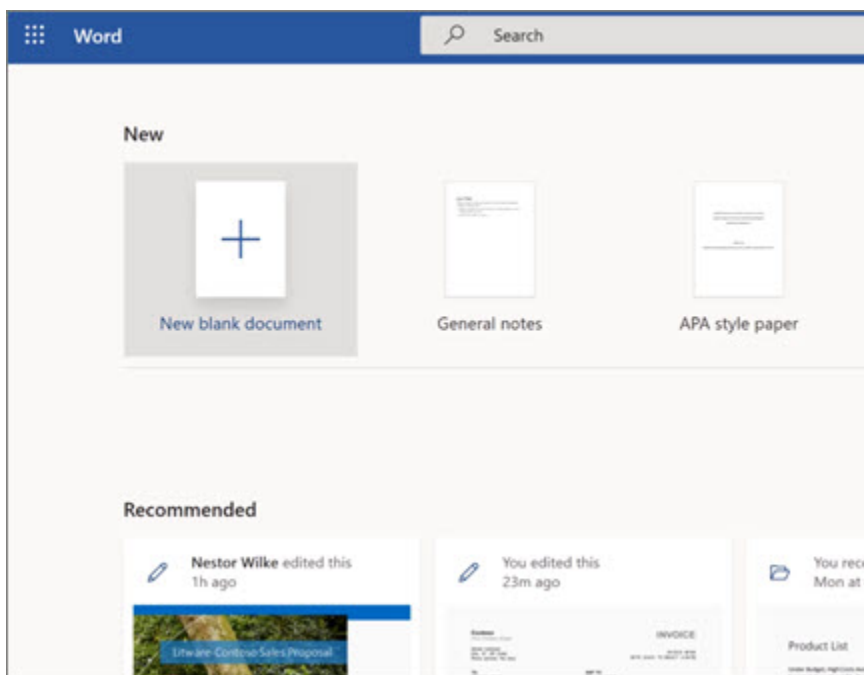 Word
Search
New
New blank document
General notes
APA style paper
Recommended
Nestor Wilke edited this
1h ago
You edited this
23m ago
You rece
Mon at
Litware-Contoso Sales Proposal
INVOICE
Product List